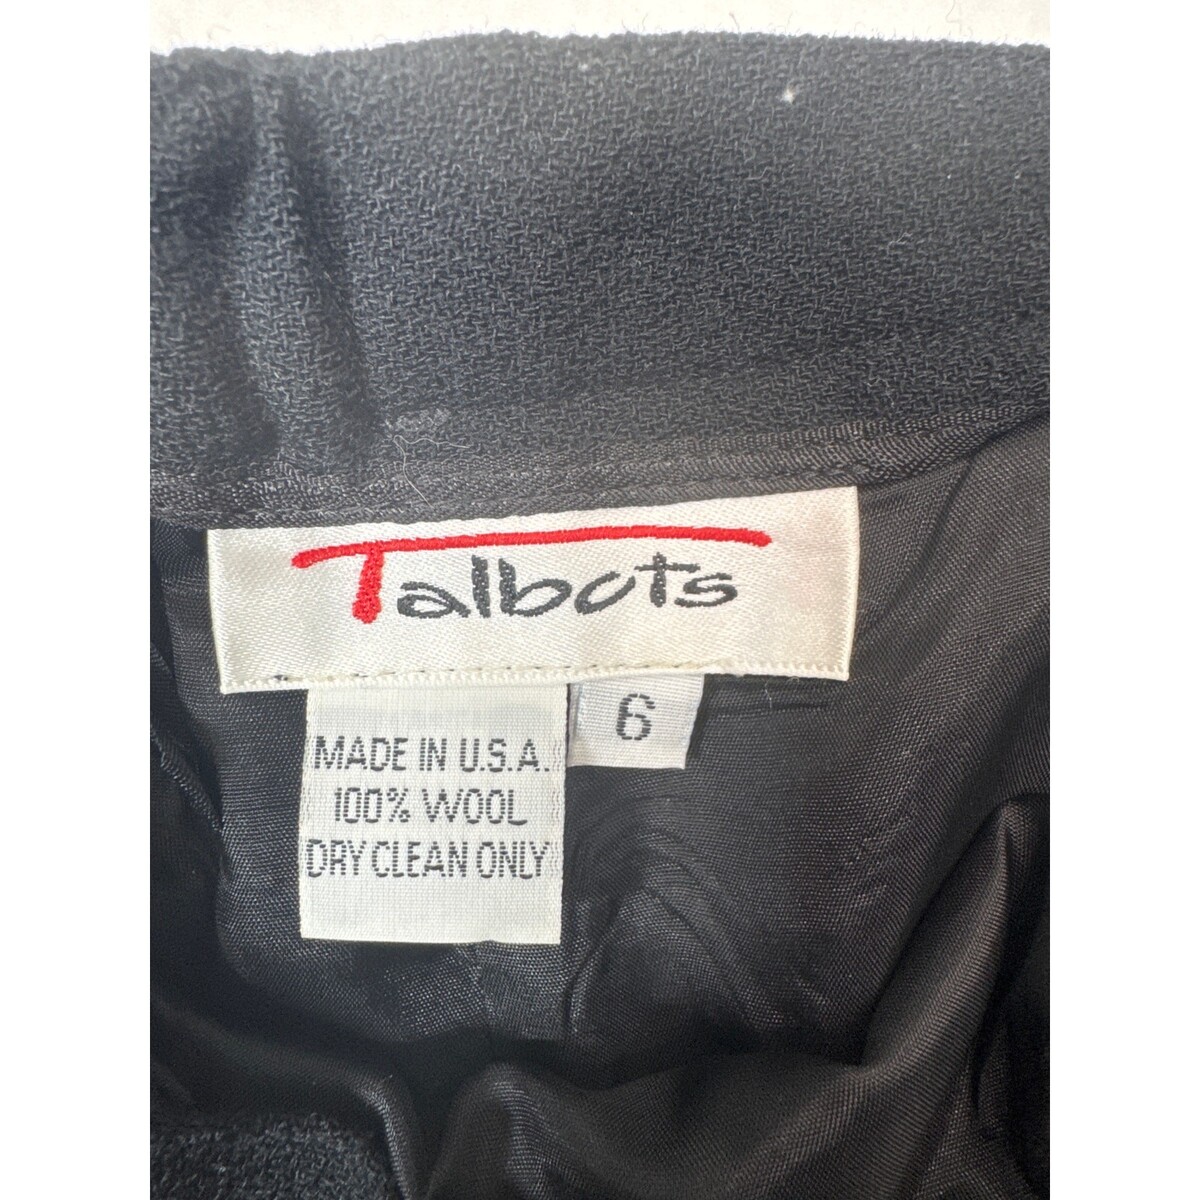 Talbots
6
MADE IN U.S.A.
100% WOOL
DRY CLEAN ONLY